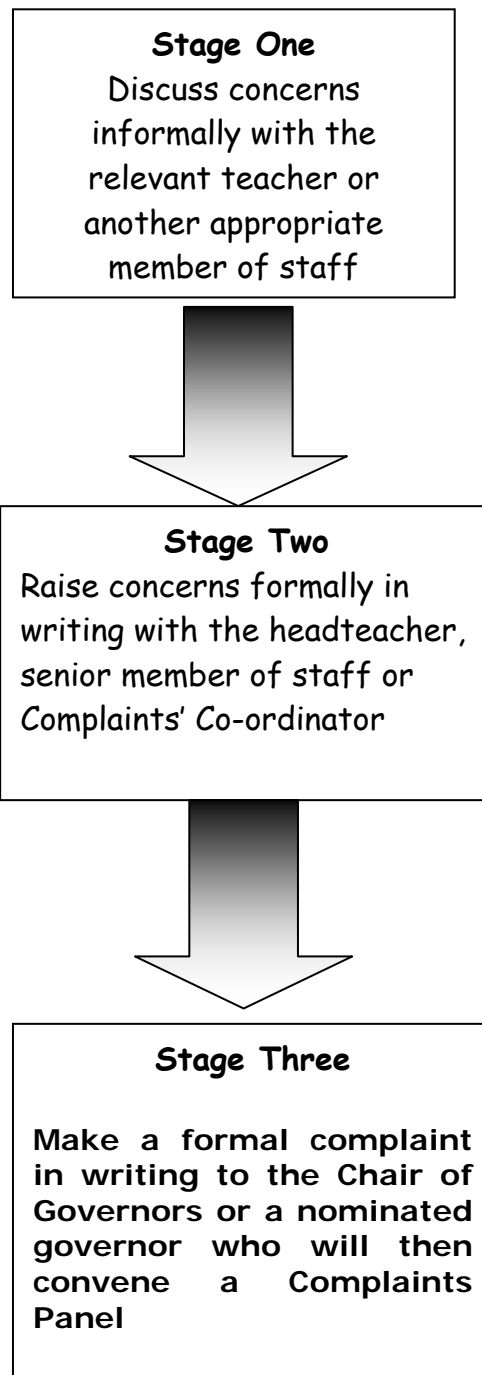 Stage One
Discuss concerns
informally with the
relevant teacher or
another appropriate
member of staff
Stage Two
Raise concerns formally in
writing with the headteacher,
senior member of staff or
Complaints’ Co-ordinator
Stage Three
Make a formal complaint
in writing to the Chair of
Governors or a nominated
governor who will then
convene a Complaints
Panel